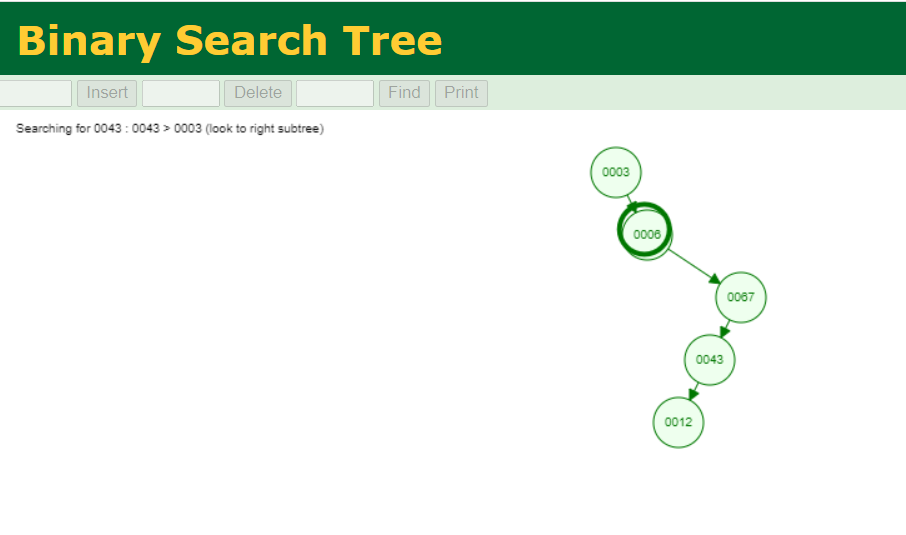 Binary Search Tree
Insert Delete Find Print
Searching for 0043 : 0043 > 0003 (look to right subtree)
0003
0006
0067
0043
0012